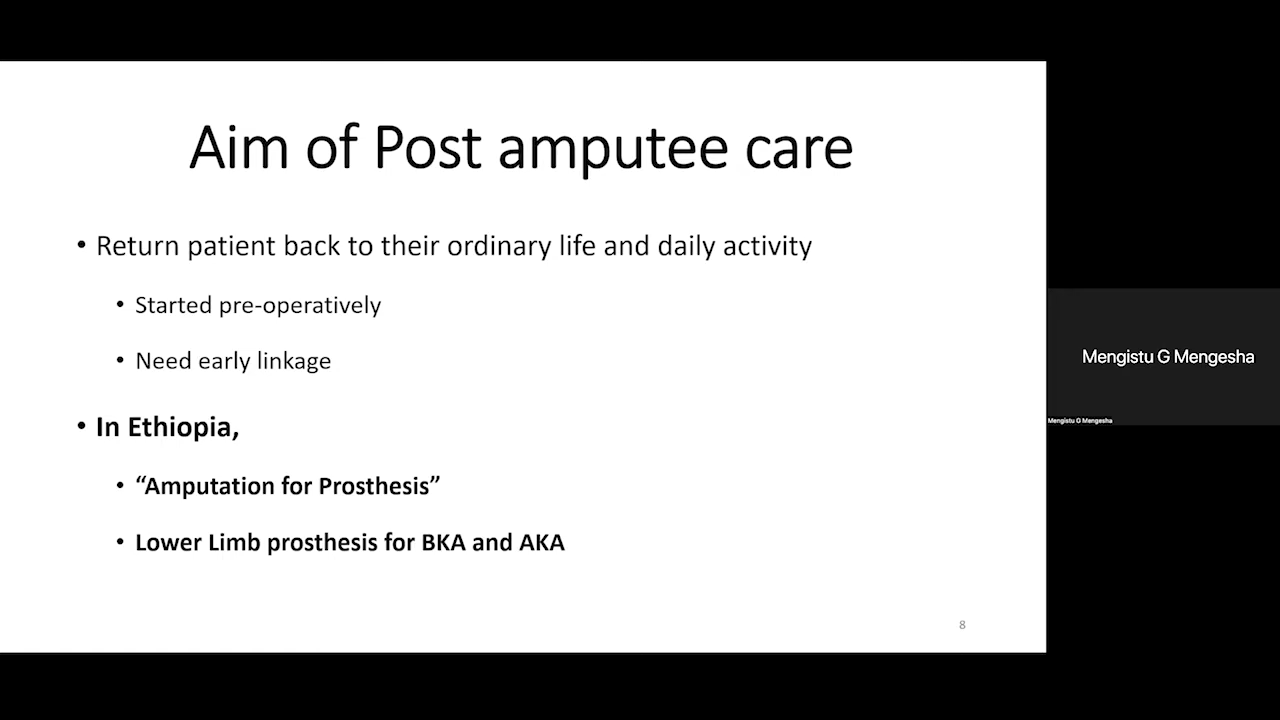 Aim of Post amputee care
• Return patient back to their ordinary life and daily activity
• Started pre-operatively
• Need early linkage
• In Ethiopia,
• “Amputation for Prosthesis”
• Lower Limb prosthesis for BKA and AKA
8
Mengistu G Mengesha
Mengistu G Mengesha